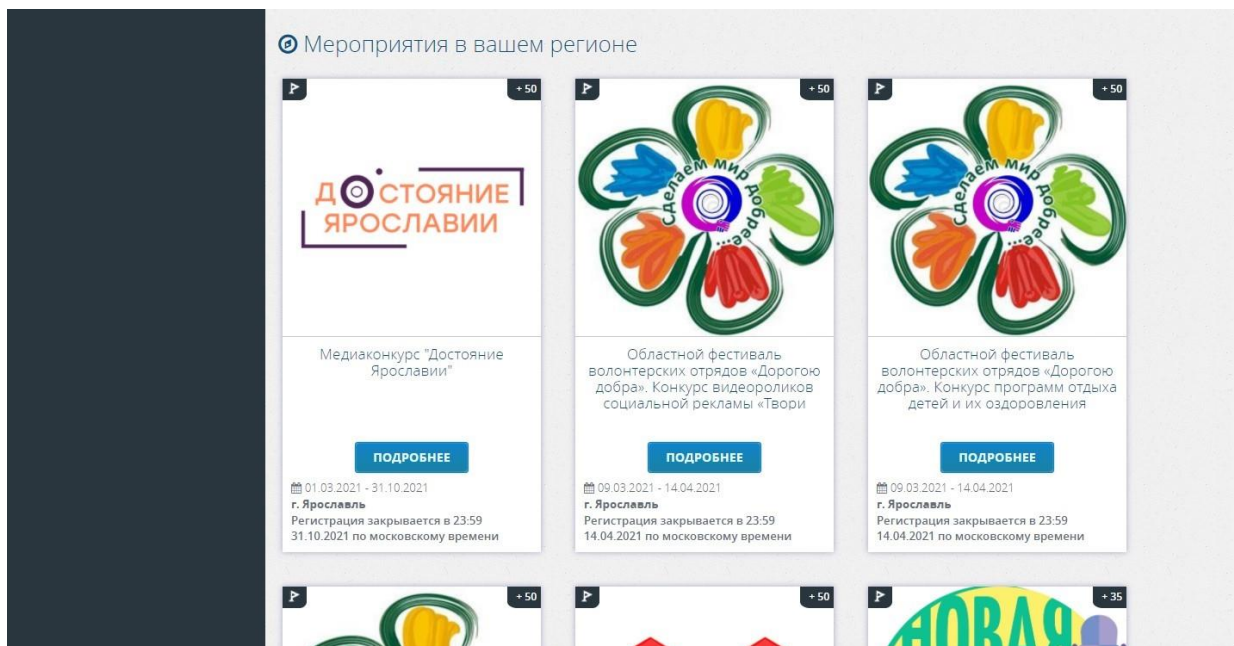 Мероприятия в вашем регионе
+ 50
ДОСТОЯНИЕ
ЯРОСЛАВИИ
Медиаконкурс "Достояние
Ярославии"
ПОДРОБНЕЕ
01.03.2021 - 31.10.2021
г. Ярославль
Регистрация закрывается в 23:59
31.10.2021 по московскому времени
+ 50
Сделаем мир добрее...
Областной фестиваль
волонтерских отрядов «Дорогою
добра». Конкурс видеороликов
социальной рекламы «Твори
ПОДРОБНЕЕ
09.03.2021 - 14.04.2021
г. Ярославль
Регистрация закрывается в 23:59
14.04.2021 по московскому времени
+ 50
Сделаем мир добрее...
Областной фестиваль
волонтерских отрядов «Дорогою
добра». Конкурс программ отдыха
детей и их оздоровления
ПОДРОБНЕЕ
09.03.2021 - 14.04.2021
г. Ярославль
Регистрация закрывается в 23:59
14.04.2021 по московскому времени
+ 50
+ 50
+ 35
НОВАЯ